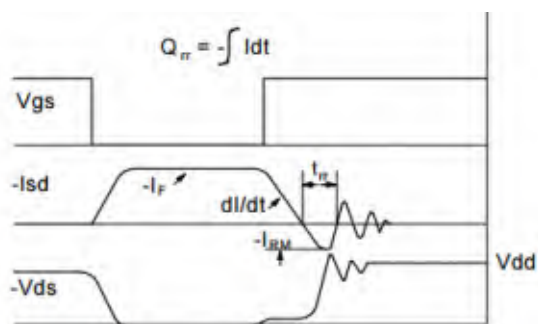 Qrr = -∫ Idt
Vgs
-Isd
-IF
dI/dt
trr
-IRM
Vdd
-Vds